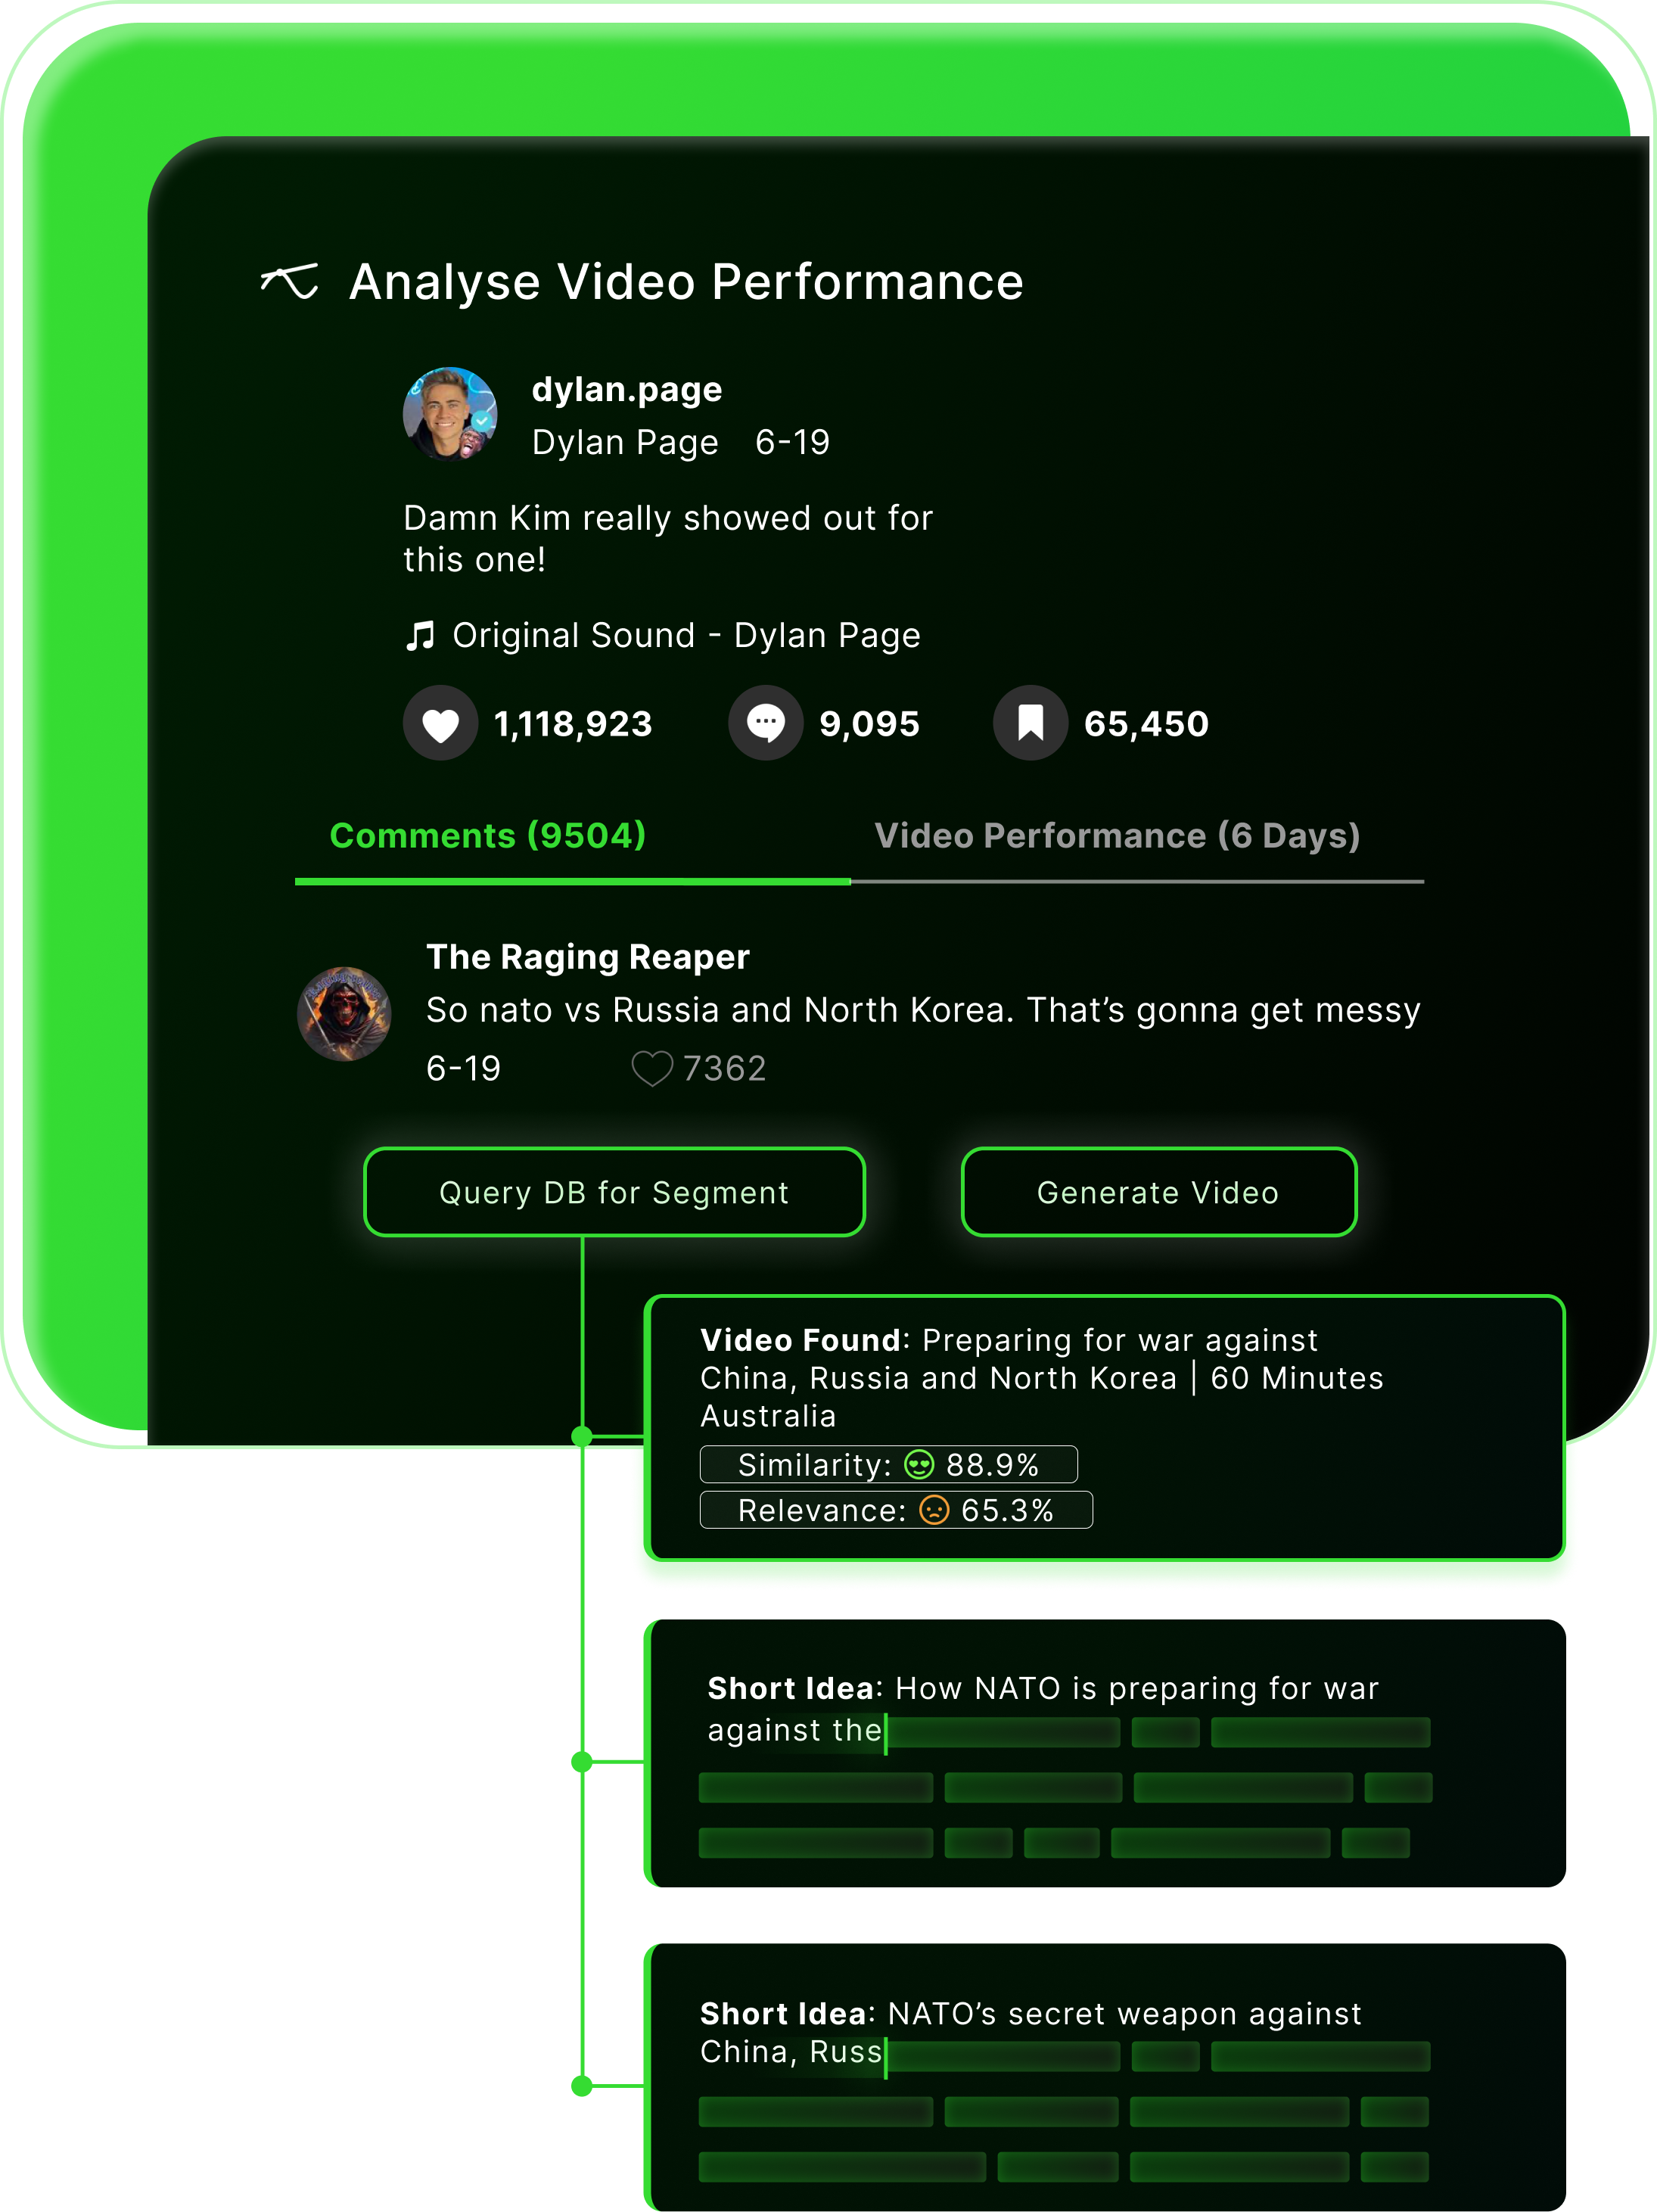 Analyse Video Performance
dylan.page
Dylan Page 6-19
Damn Kim really showed out for
this one!
Original Sound - Dylan Page
1,118,923 9,095 65,450
Comments (9504) Video Performance (6 Days)
The Raging Reaper
So nato vs Russia and North Korea. That’s gonna get messy
6-19 7362
Query DB for Segment Generate Video
Video Found: Preparing for war against
China, Russia and North Korea | 60 Minutes
Australia
Similarity: 88.9%
Relevance: 65.3%
Short Idea: How NATO is preparing for war
against the
Short Idea: NATO’s secret weapon against
China, Russ